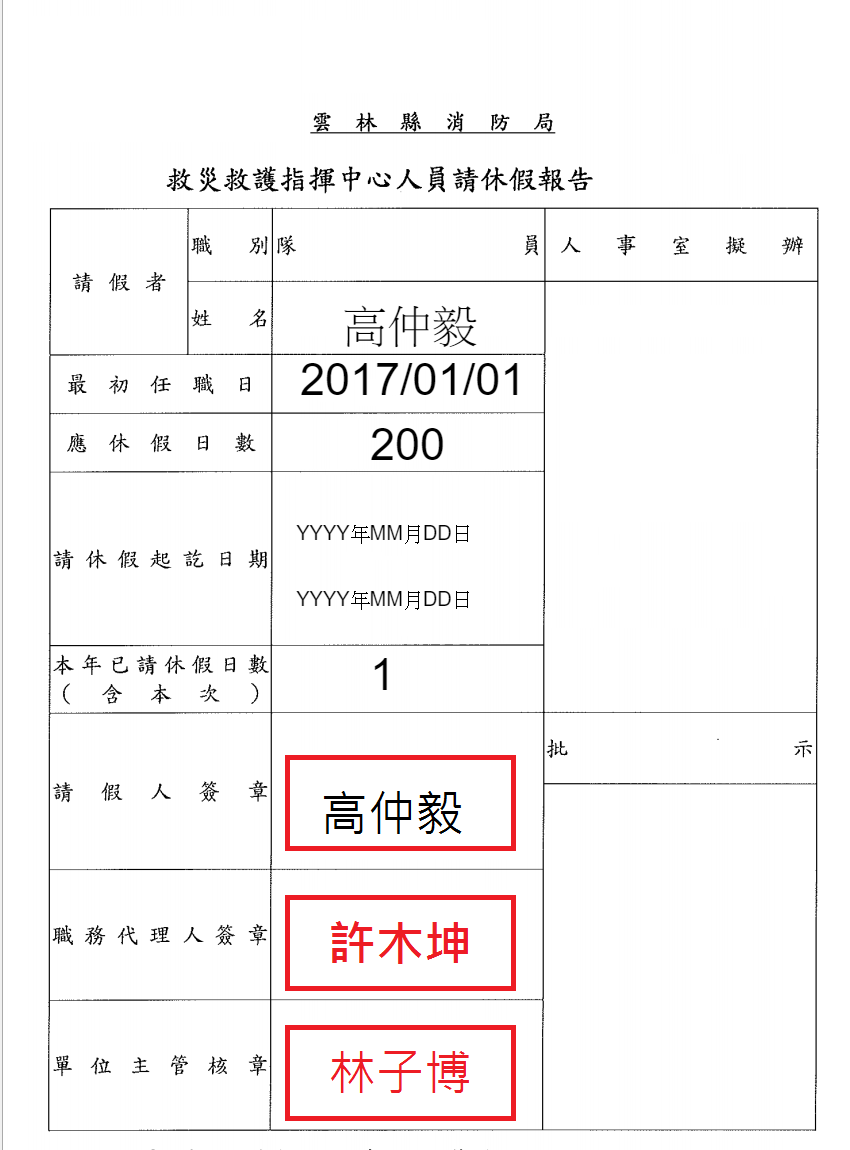 雲林縣消防局
救災救護指揮中心人員請休假報告
請假者
職別
隊員
人事室擬辦
姓名
高仲毅
最初任職日
2017/01/01
應休假日數
200
請休假起訖日期
YYYY年MM月DD日
YYYY年MM月DD日
本年已請休假日數
(含本次)
1
請假人簽章
高仲毅
批示
職務代理人簽章
許木坤
單位主管核章
林子博